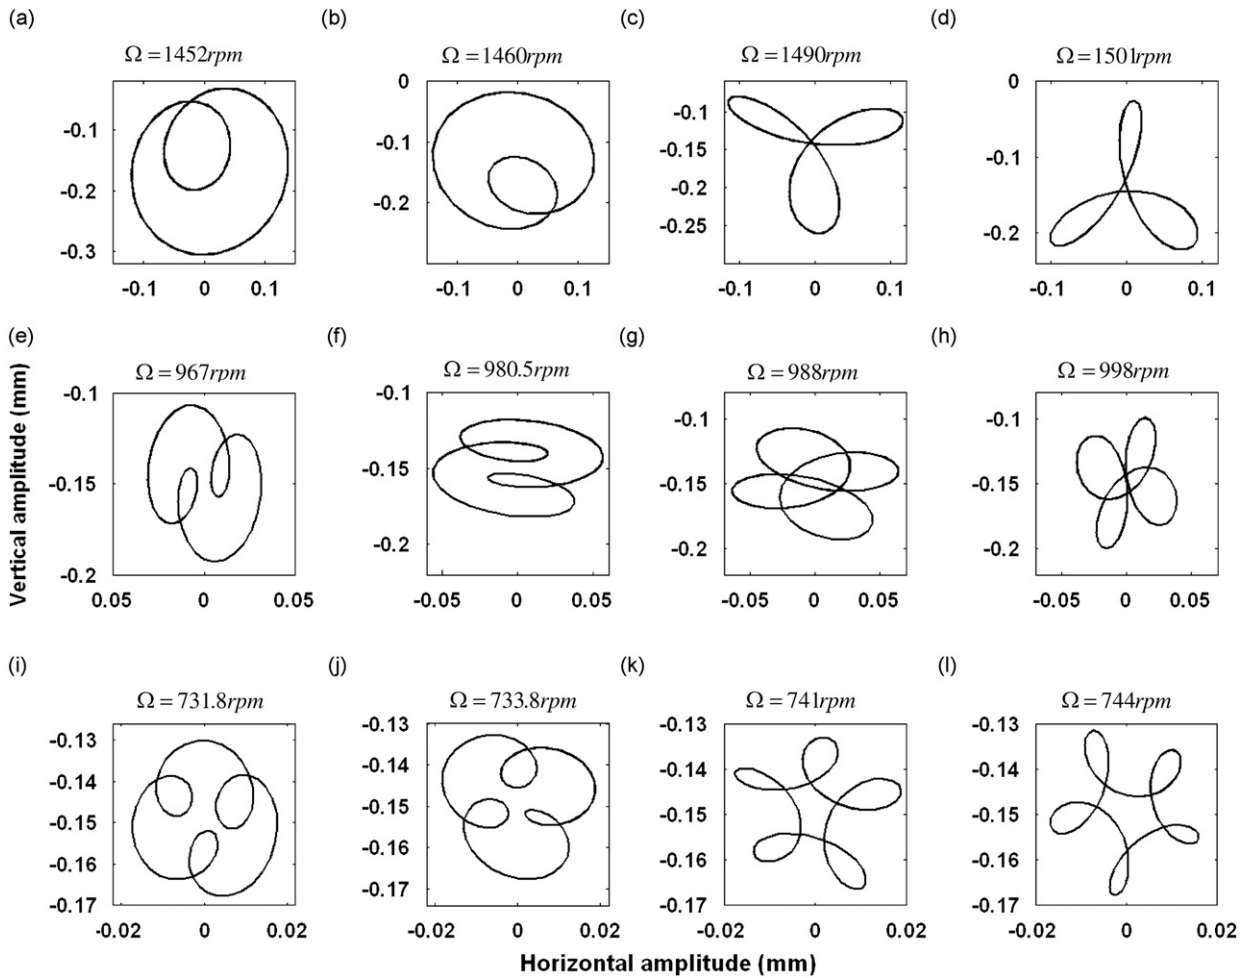 (a) (b) (c) (d)
Ω = 1452rpm Ω = 1460rpm Ω = 1490rpm Ω = 1501rpm
0 0
-0.1 -0.1 -0.1 -0.1
-0.15
-0.2 -0.2 -0.2 -0.2
-0.3 -0.25
-0.1 0 0.1 -0.1 0 0.1 -0.1 0 0.1 -0.1 0 0.1
(e) (f) (g) (h)
Ω = 967rpm Ω = 980.5rpm Ω = 988rpm Ω = 998rpm
-0.1 -0.1 -0.1 -0.1
-0.15 -0.15 -0.15 -0.15
-0.2 -0.2 -0.2 -0.2
0.05 0 0.05 -0.05 0 0.05 -0.05 0 0.05 -0.05 0 0.05
Vertical amplitude (mm)
(i) (j) (k) (l)
Ω = 731.8rpm Ω = 733.8rpm Ω = 741rpm Ω = 744rpm
-0.13 -0.13 -0.13 -0.13
-0.14 -0.14 -0.14 -0.14
-0.15 -0.15 -0.15 -0.15
-0.16 -0.16 -0.16 -0.16
-0.17 -0.17 -0.17 -0.17
-0.02 0 0.02 -0.02 0 0.02 -0.02 0 0.02 -0.02 0 0.02
Horizontal amplitude (mm)